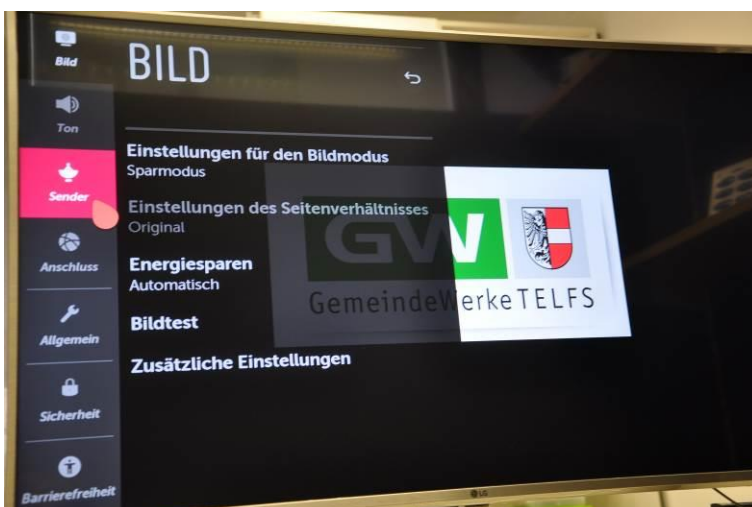 Bild
Ton
Sender
Anschluss
Allgemein
Sicherheit
Barrierefreiheit
BILD
Einstellungen für den Bildmodus
Sparmodus
Einstellungen des Seitenverhältnisses
Original
Energiesparen
Automatisch
Bildtest
Zusätzliche Einstellungen
GW
GemeindeWerke TELFS
LG